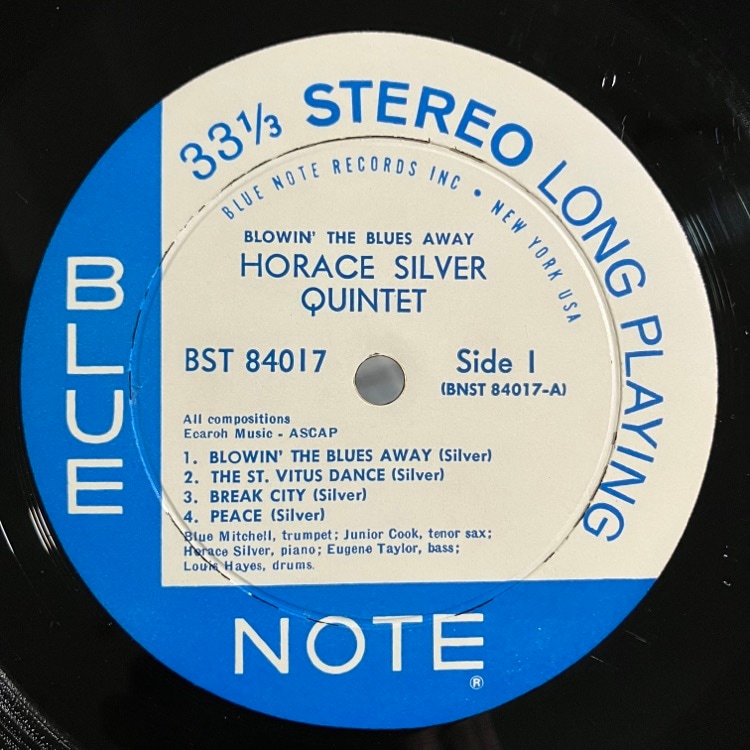 33⅓ STEREO LONG PLAYING
BLUE NOTE RECORDS INC • NEW YORK USA
BLOWIN' THE BLUES AWAY
HORACE SILVER
QUINTET
BST 84017
Side 1
(BNST 84017-A)
All compositions
Ecaroh Music - ASCAP
1. BLOWIN' THE BLUES AWAY (Silver)
2. THE ST. VITUS DANCE (Silver)
3. BREAK CITY (Silver)
4. PEACE (Silver)
Blue Mitchell, trumpet; Junior Cook, tenor sax;
Horace Silver, piano; Eugene Taylor, bass;
Louis Hayes, drums.
BLUE
NOTE
®